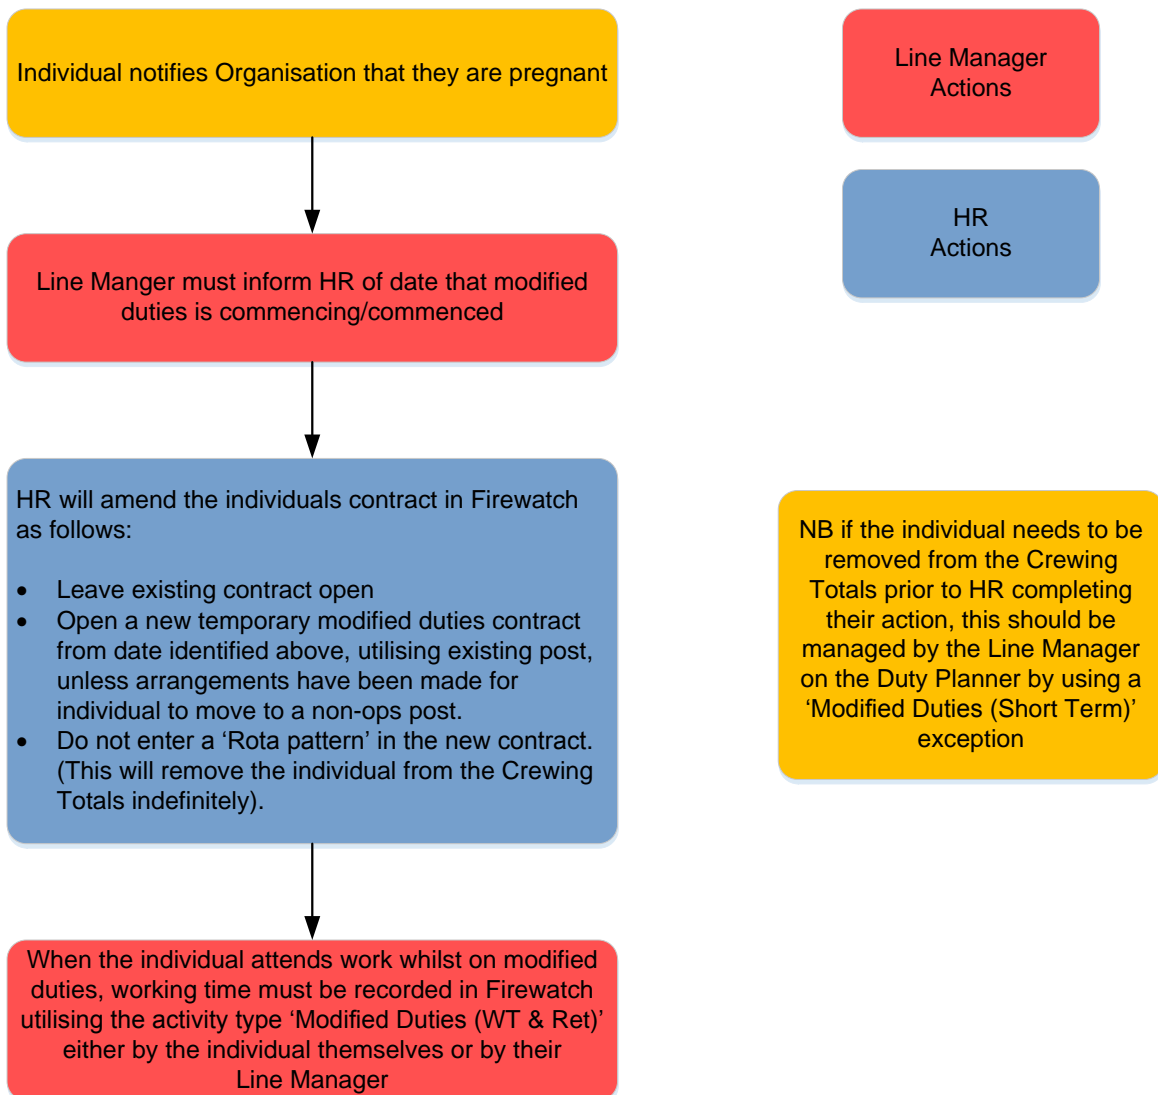 Individual notifies Organisation that they are pregnant
Line Manager
Actions
HR
Actions
Line Manger must inform HR of date that modified
duties is commencing/commenced
HR will amend the individuals contract in Firewatch
as follows:
• Leave existing contract open
• Open a new temporary modified duties contract
from date identified above, utilising existing post,
unless arrangements have been made for
individual to move to a non-ops post.
• Do not enter a ‘Rota pattern’ in the new contract.
(This will remove the individual from the Crewing
Totals indefinitely).
NB if the individual needs to be
removed from the Crewing
Totals prior to HR completing
their action, this should be
managed by the Line Manager
on the Duty Planner by using a
‘Modified Duties (Short Term)’
exception
When the individual attends work whilst on modified
duties, working time must be recorded in Firewatch
utilising the activity type ‘Modified Duties (WT & Ret)’
either by the individual themselves or by their
Line Manager